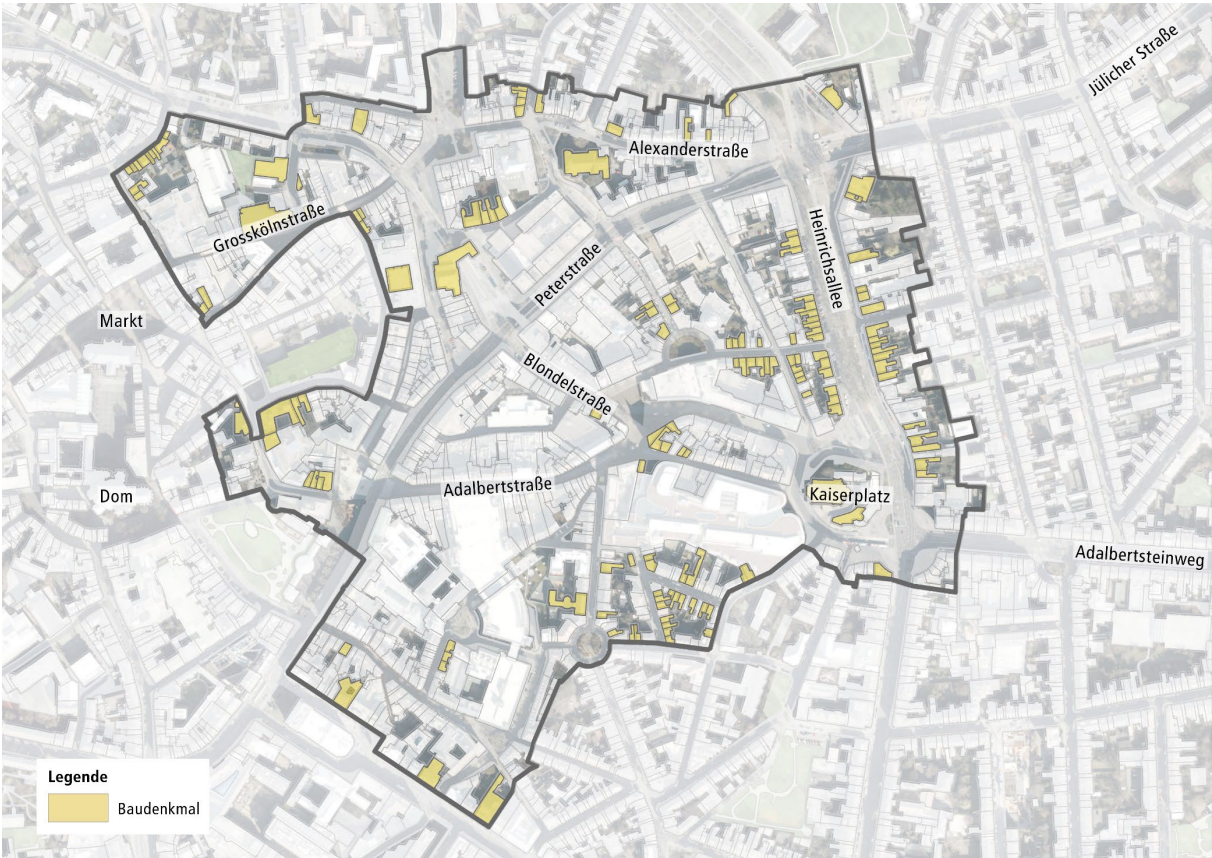 Jülicher Straße
Alexanderstraße
Grosskölnstraße
Heinrichsallee
Peterstraße
Markt
Blondelstraße
Adalbertstraße
Dom
Kaiserplatz
Adalbertsteinweg
Legende
Baudenkmal